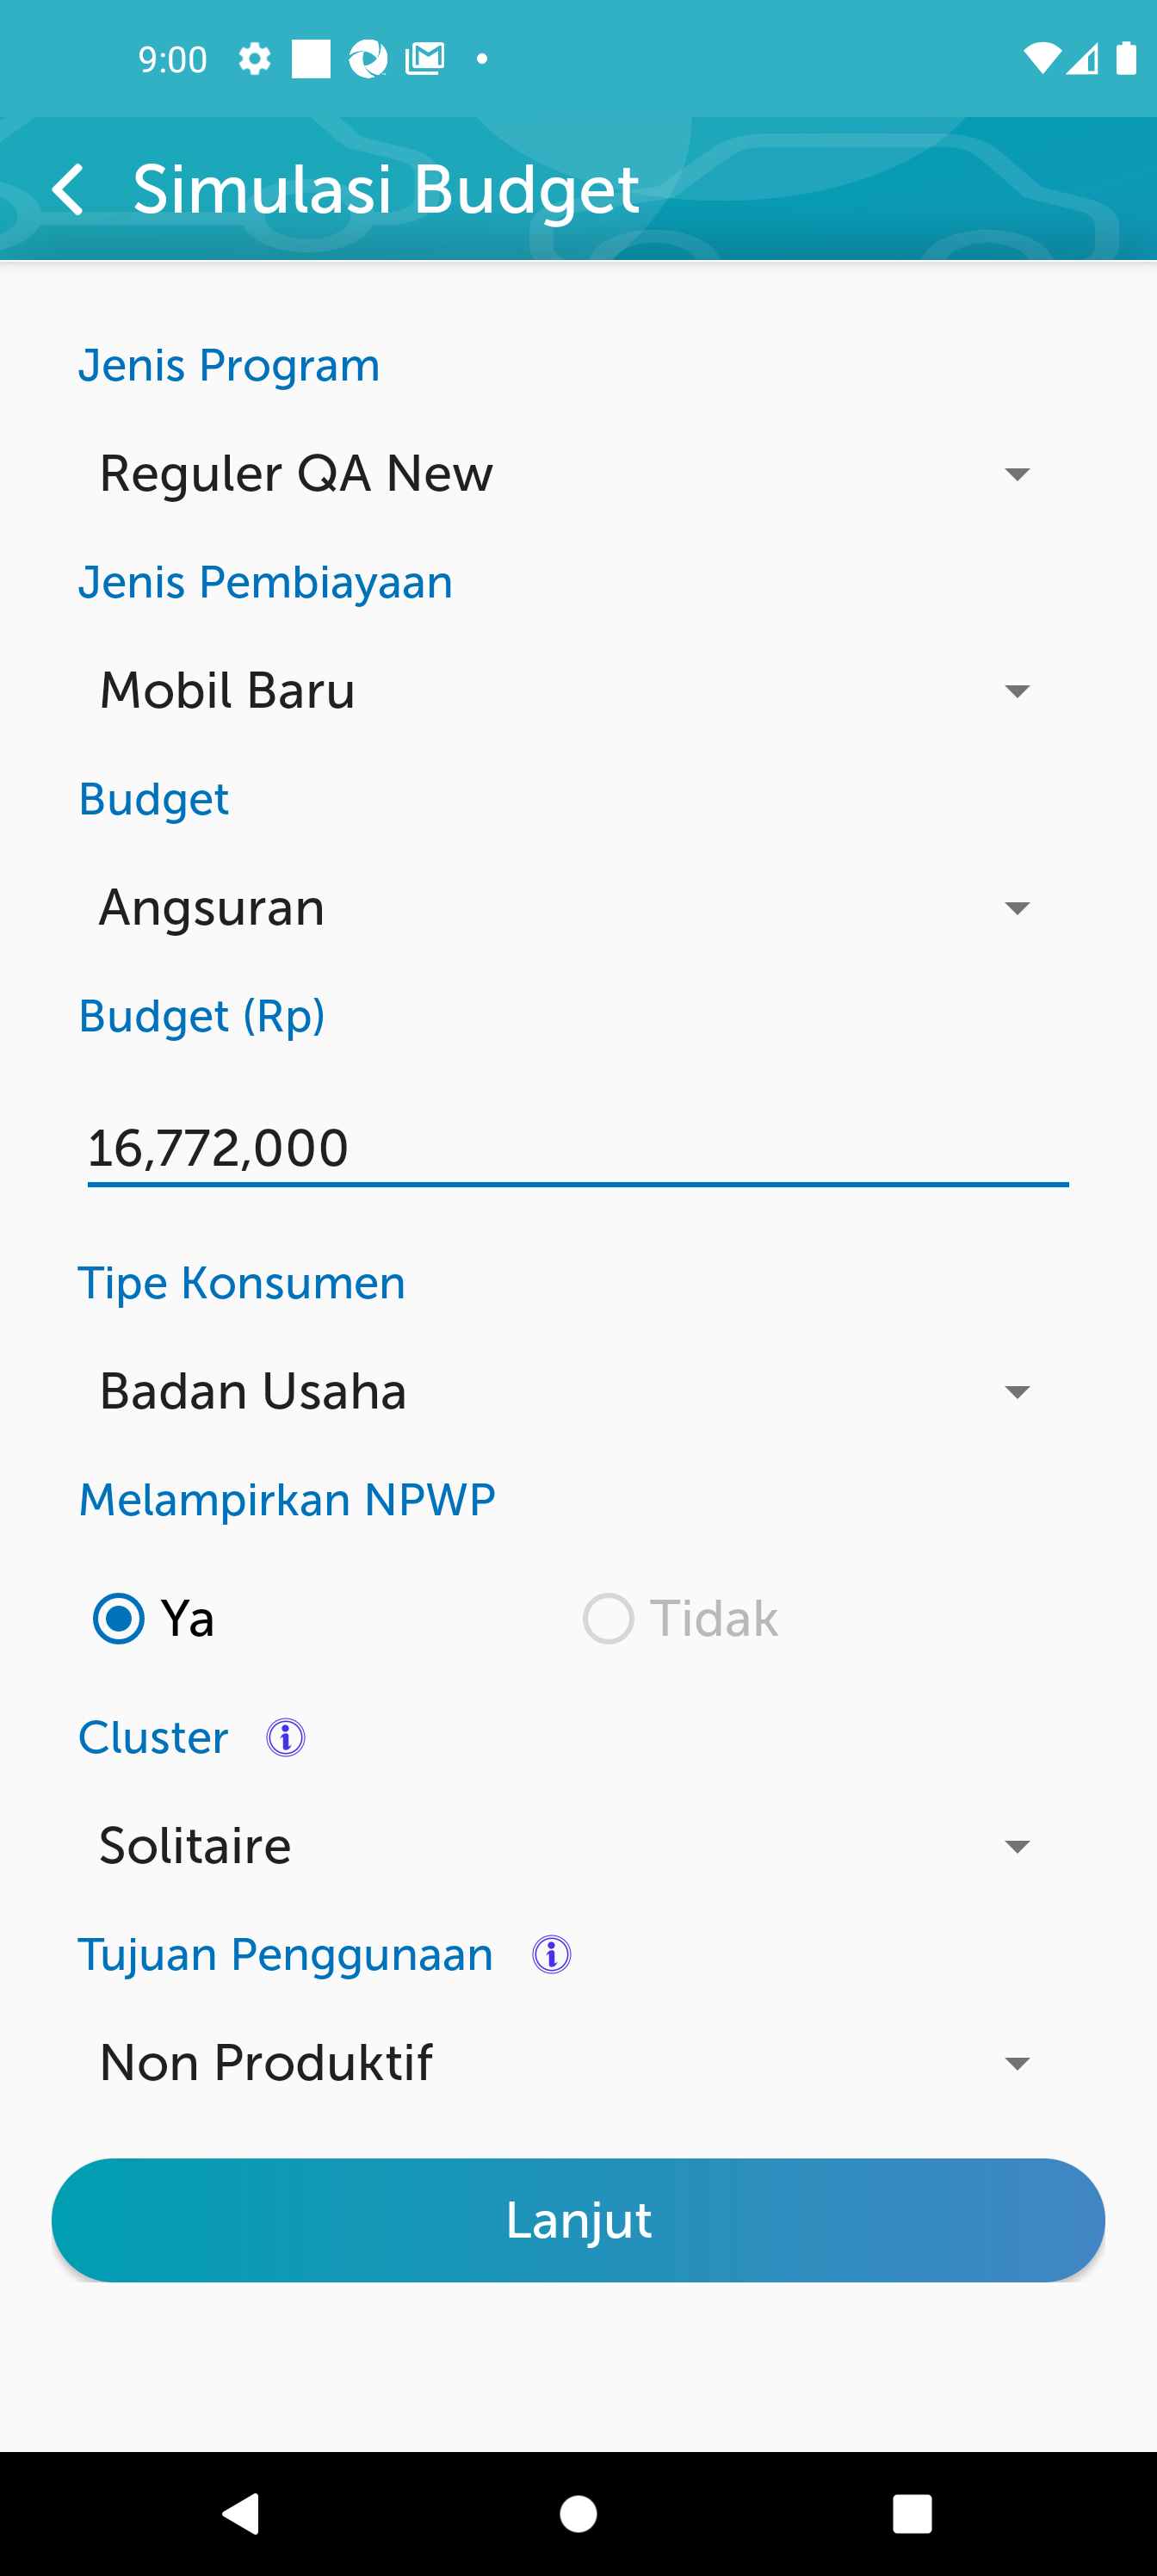 9:00
Simulasi Budget
Jenis Program
Reguler QA New
Jenis Pembiayaan
Mobil Baru
Budget
Angsuran
Budget (Rp)
16,772,000
Tipe Konsumen
Badan Usaha
Melampirkan NPWP
Ya Tidak
Cluster
Solitaire
Tujuan Penggunaan
Non Produktif
Lanjut